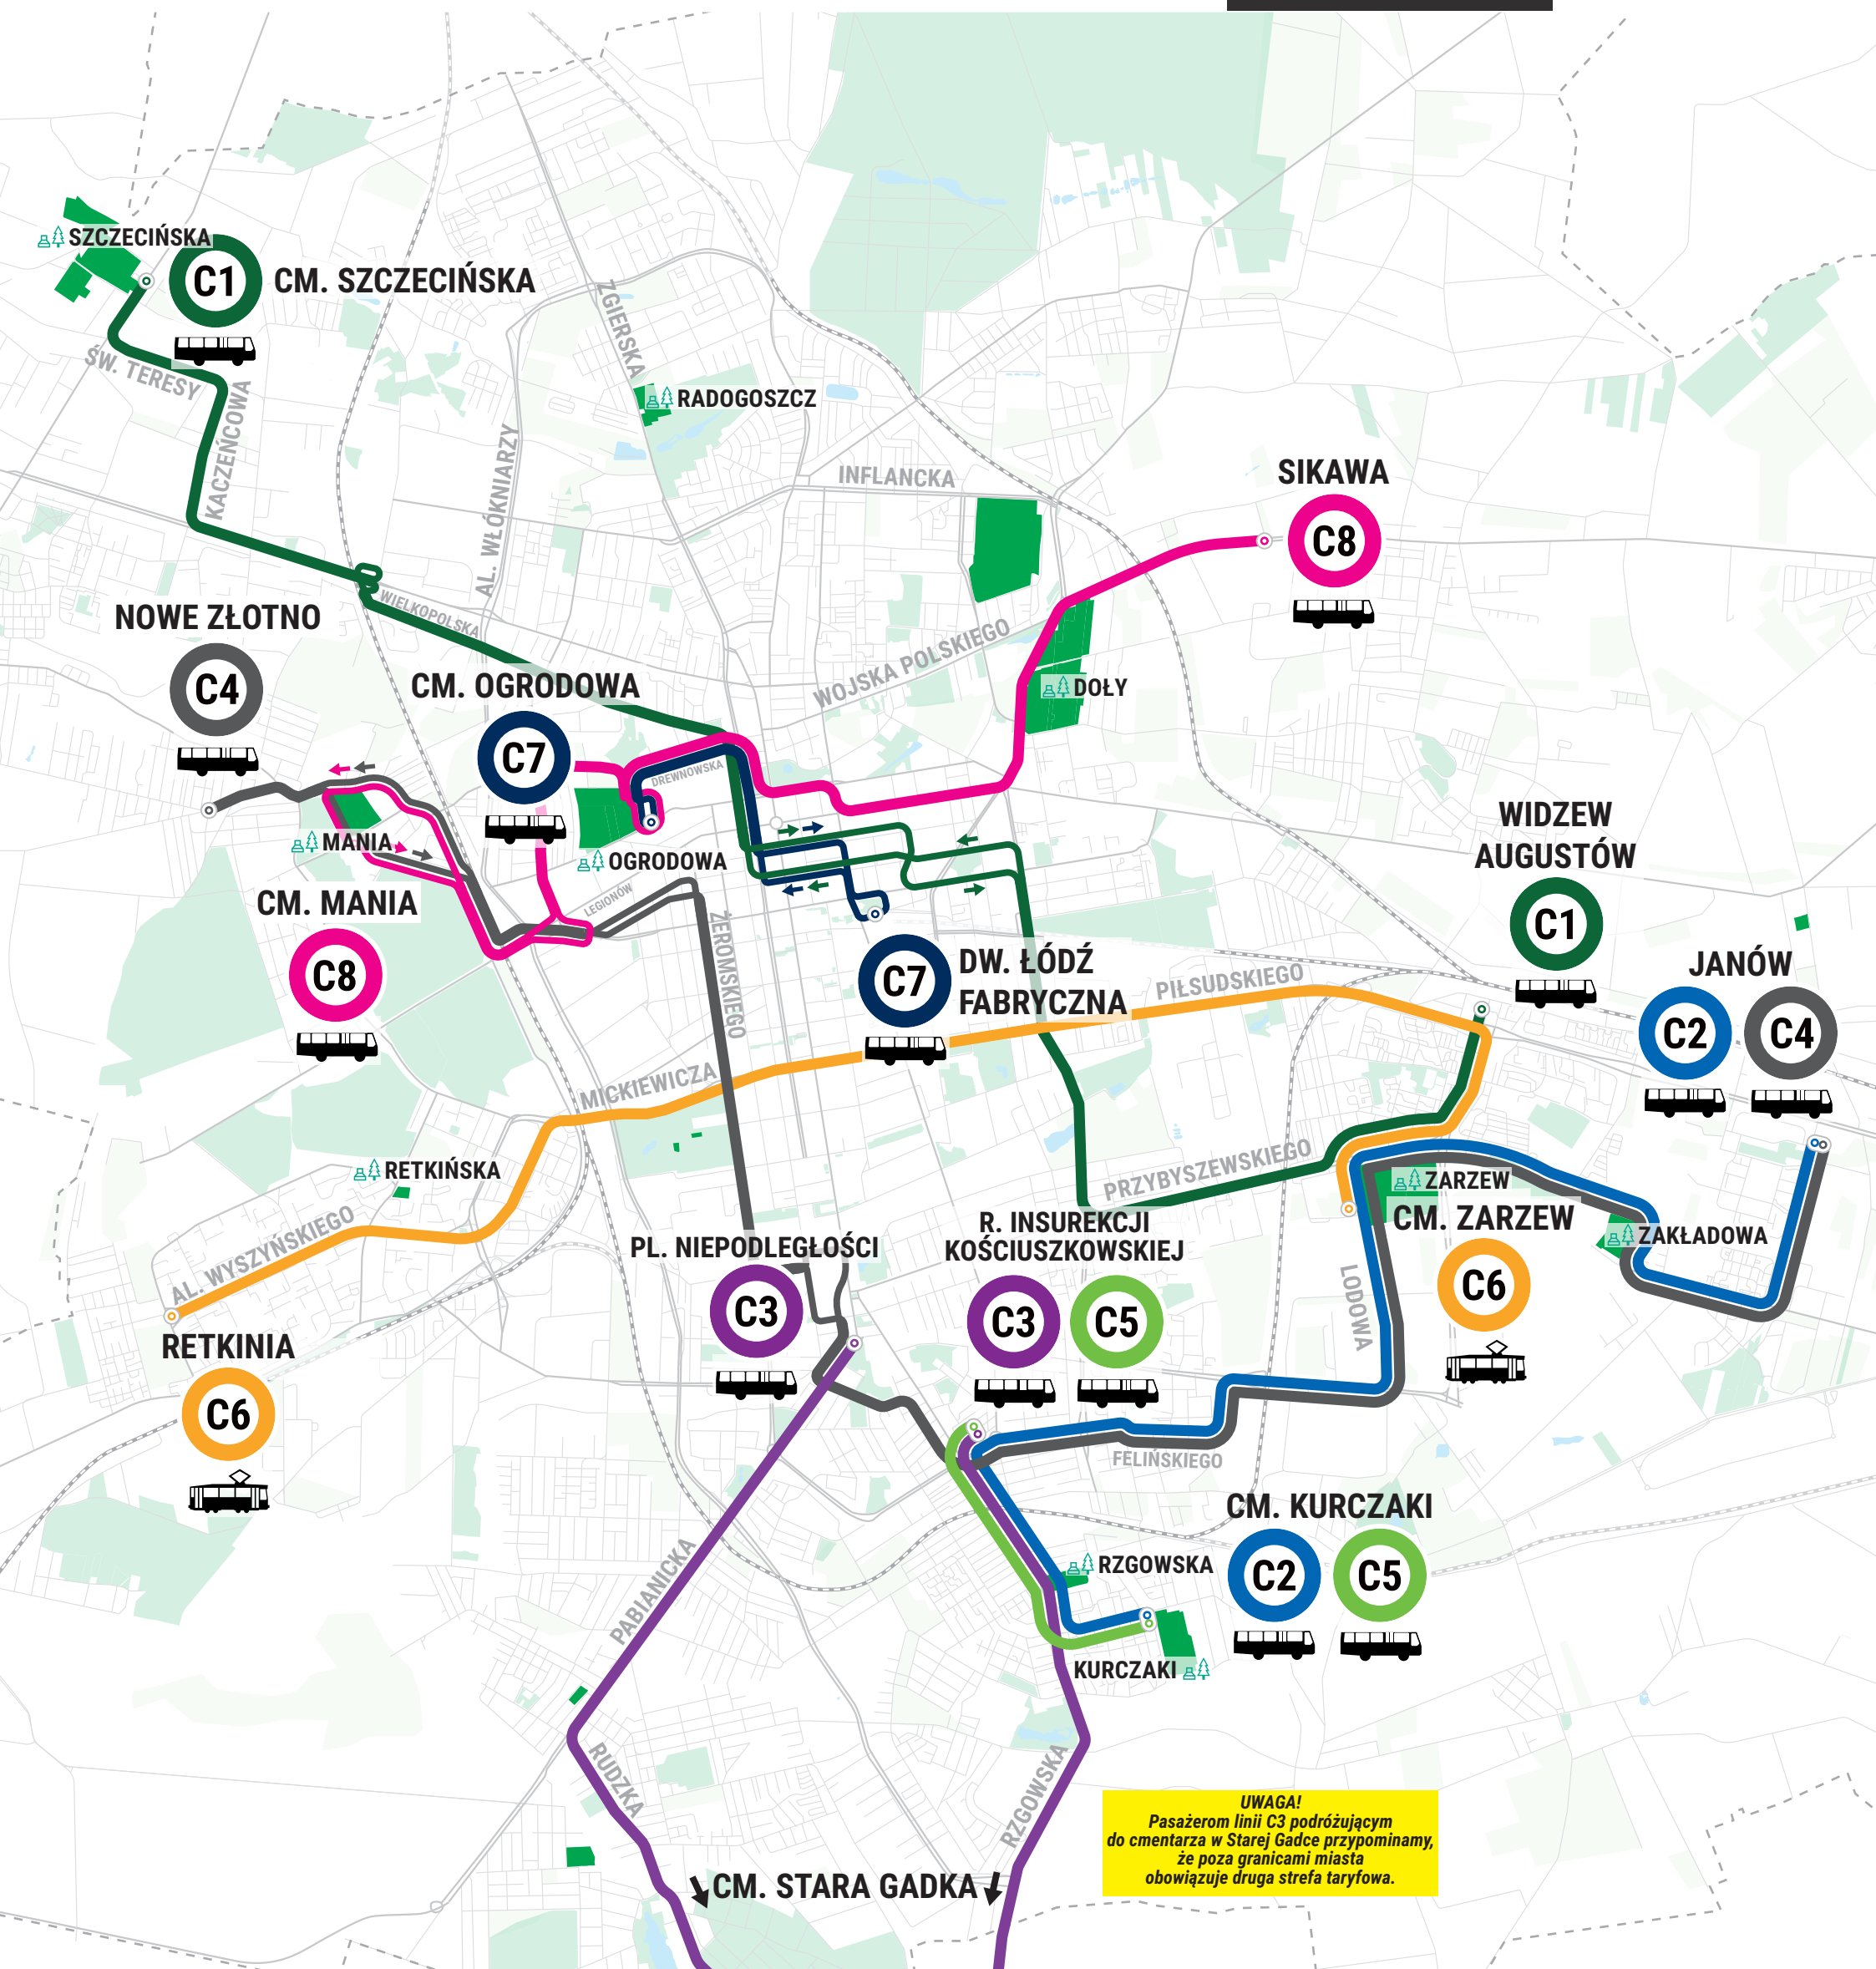 SZCZECIŃSKA
C1
CM. SZCZECIŃSKA
ŚW. TERESY
KACZEŃCOWA
ZGIERSKA
RADOGOSZCZ
AL. WŁÓKNIARZY
INFLANCKA
SIKAWA
C8
WIELKOPOLSKA
NOWE ZŁOTNO
C4
WOJSKA POLSKIEGO
CM. OGRODOWA
C7
DOŁY
DREWNOWSKA
MANIA
OGRODOWA
WIDZEW
AUGUSTÓW
C1
CM. MANIA
C8
LEGIONÓW
ŻEROMSKIEGO
C7
DW. ŁÓDŹ
FABRYCZNA
PIŁSUDSKIEGO
JANÓW
C2
C4
MICKIEWICZA
RETKIŃSKA
PRZYBYSZEWSKIEGO
ZARZEW
CM. ZARZEW
C6
ZAKŁADOWA
AL. WYSZYŃSKIEGO
RETKINIA
C6
PL. NIEPODLEGŁOŚCI
C3
R. INSUREKCJI
KOŚCIUSZKOWSKIEJ
C3
C5
LODOWA
FELIŃSKIEGO
CM. KURCZAKI
C2
C5
RZGOWSKA
KURCZAKI
PABIANICKA
RUDZKA
RZGOWSKA
CM. STARA GADKA
UWAGA!
Pasażerom linii C3 podróżującym
do cmentarza w Starej Gadce przypominamy,
że poza granicami miasta
obowiązuje druga strefa taryfowa.